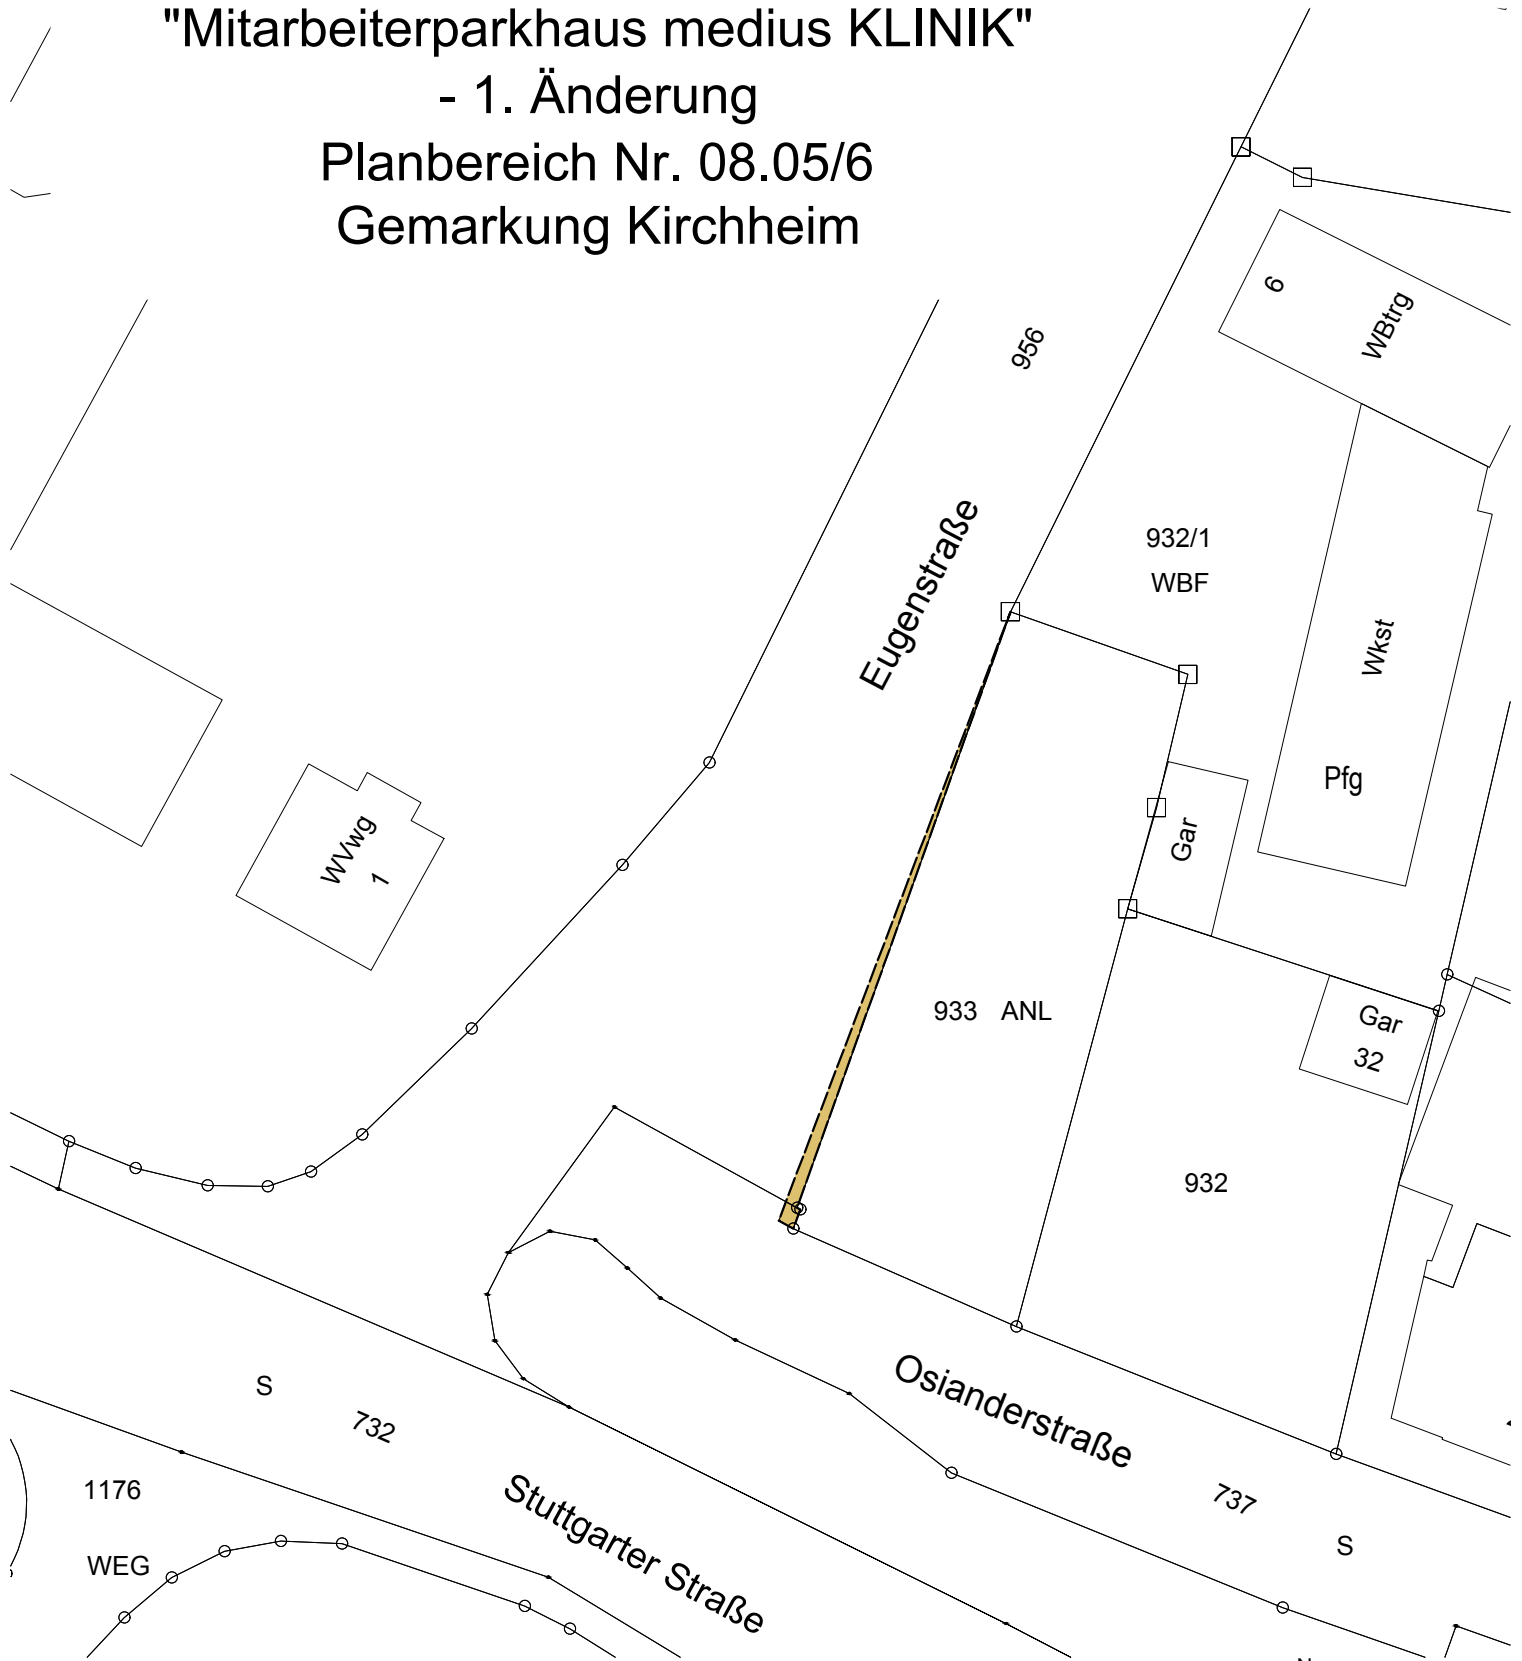 "Mitarbeiterparkhaus medius KLINIK"
- 1. Änderung
Planbereich Nr. 08.05/6
Gemarkung Kirchheim
6
WBtrg
956
Eugenstraße
932/1
WBF
Wkst
Pfg
Gar
WVwg
1
933 ANL
Gar
32
932
Osianderstraße
S
732
737
1176
Stuttgarter Straße
S
WEG